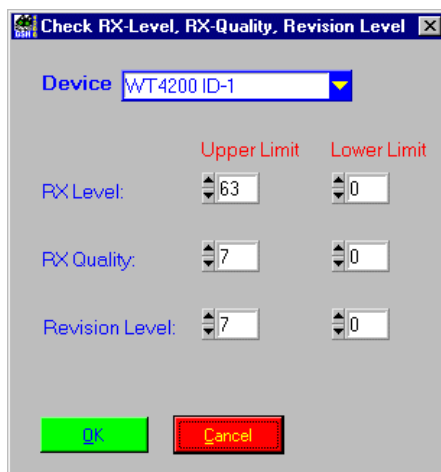 GSM
Check RX-Level, RX-Quality, Revision Level
Device WT4200 ID-1
Upper Limit Lower Limit
RX Level: 63 0
RX Quality: 7 0
Revision Level: 7 0
OK Cancel